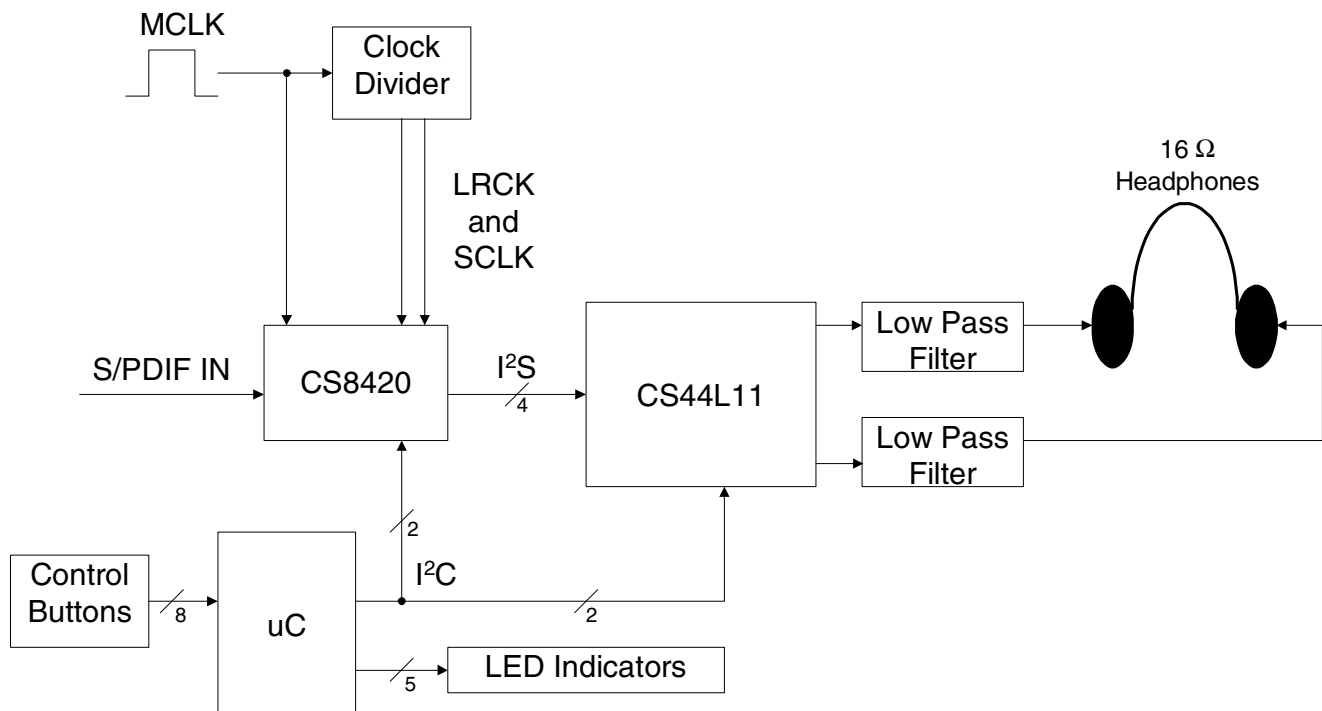 MCLK
Clock
Divider
LRCK
and
SCLK
16 Ω
Headphones
S/PDIF IN
CS8420
I²S
4
CS44L11
Low Pass
Filter
Low Pass
Filter
2
Control
Buttons
8
uC
I²C
2
5
LED Indicators